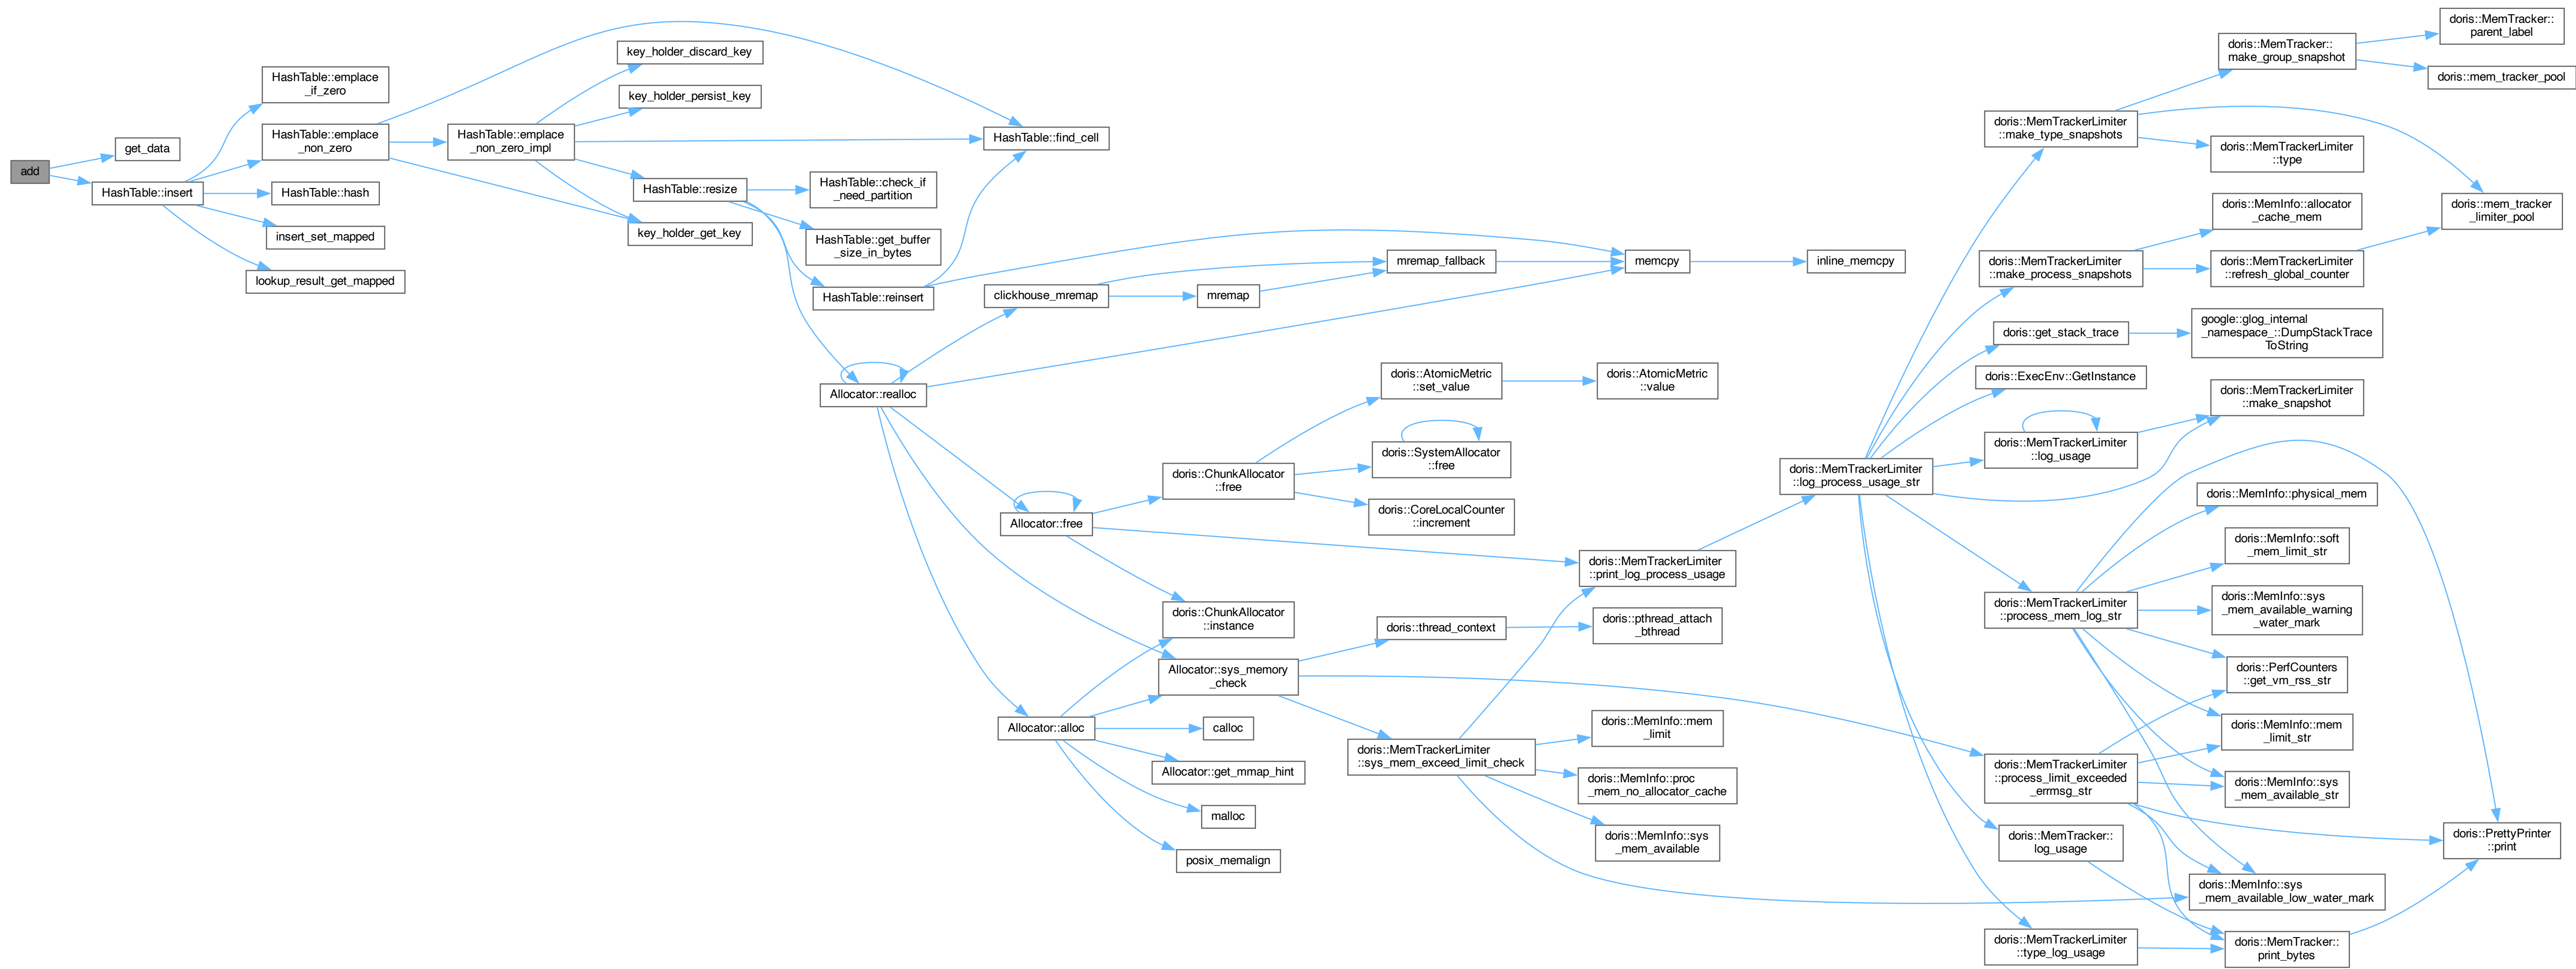 add
get_data
HashTable::insert
HashTable::emplace
_if_zero
HashTable::emplace
_non_zero
HashTable::hash
insert_set_mapped
lookup_result_get_mapped
key_holder_discard_key
key_holder_persist_key
HashTable::emplace
_non_zero_impl
HashTable::resize
key_holder_get_key
HashTable::check_if
_need_partition
HashTable::get_buffer
_size_in_bytes
HashTable::reinsert
Allocator::realloc
HashTable::find_cell
clickhouse_mremap
mremap
mremap_fallback
memcpy
inline_memcpy
Allocator::free
Allocator::alloc
doris::ChunkAllocator
::free
doris::ChunkAllocator
::instance
Allocator::sys_memory
_check
calloc
Allocator::get_mmap_hint
malloc
posix_memalign
doris::AtomicMetric
::set_value
doris::AtomicMetric
::value
doris::SystemAllocator
::free
doris::CoreLocalCounter
::increment
doris::MemTrackerLimiter
::print_log_process_usage
doris::thread_context
doris::pthread_attach
_bthread
doris::MemTrackerLimiter
::sys_mem_exceed_limit_check
doris::MemInfo::mem
_limit
doris::MemInfo::proc
_mem_no_allocator_cache
doris::MemInfo::sys
_mem_available
doris::MemTrackerLimiter
::log_process_usage_str
doris::MemTrackerLimiter
::make_type_snapshots
doris::MemTrackerLimiter
::make_process_snapshots
doris::get_stack_trace
doris::ExecEnv::GetInstance
doris::MemTrackerLimiter
::log_usage
doris::MemTrackerLimiter
::process_mem_log_str
doris::MemTrackerLimiter
::process_limit_exceeded
_errmsg_str
doris::MemTracker::
log_usage
doris::MemTrackerLimiter
::type_log_usage
doris::MemTracker::
make_group_snapshot
doris::MemTrackerLimiter
::type
doris::MemInfo::allocator
_cache_mem
doris::MemTrackerLimiter
::refresh_global_counter
google::glog_internal
_namespace_::DumpStackTrace
ToString
doris::MemTrackerLimiter
::make_snapshot
doris::MemInfo::physical_mem
doris::MemInfo::soft
_mem_limit_str
doris::MemInfo::sys
_mem_available_warning
_water_mark
doris::PerfCounters
::get_vm_rss_str
doris::MemInfo::mem
_limit_str
doris::MemInfo::sys
_mem_available_str
doris::MemInfo::sys
_mem_available_low_water_mark
doris::MemTracker::
print_bytes
doris::MemTracker::
parent_label
doris::mem_tracker_pool
doris::mem_tracker
_limiter_pool
doris::PrettyPrinter
::print